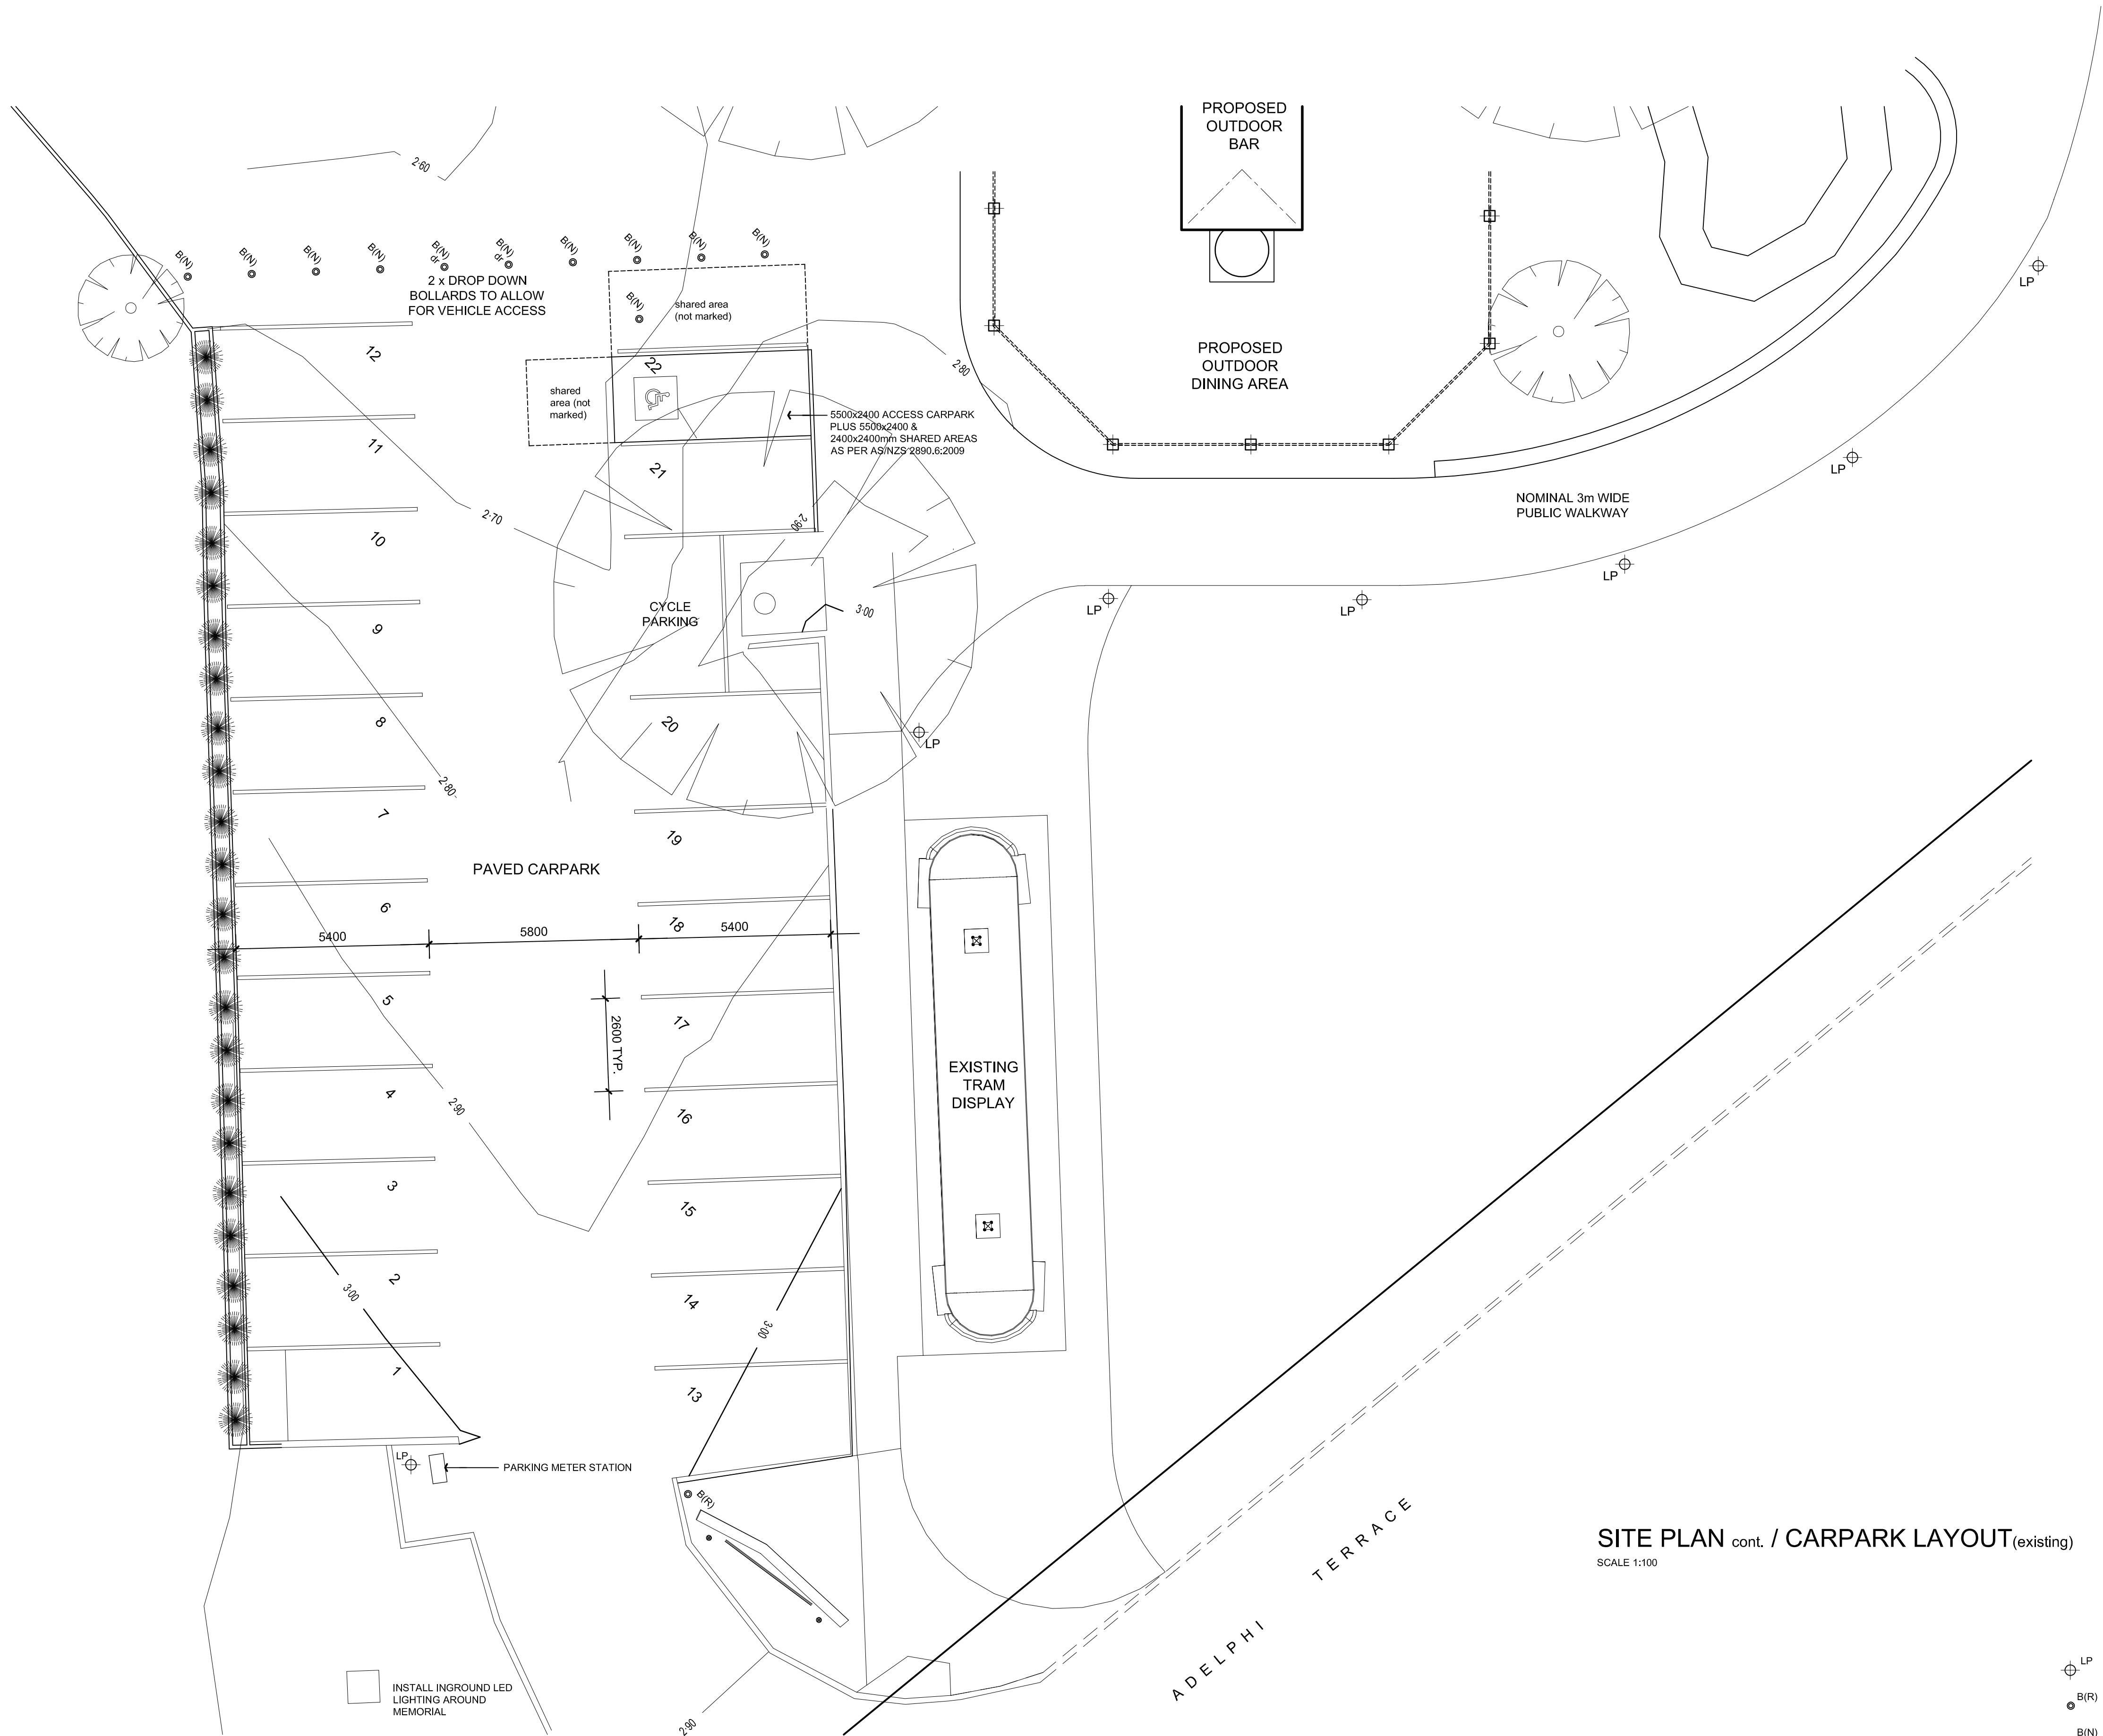 PROPOSED
OUTDOOR
BAR
2·60
B(N)
B(N)
B(N)
B(N)
B(N)
dr
B(N)
dr
B(N)
B(N)
B(N)
B(N)
2 x DROP DOWN
BOLLARDS TO ALLOW
FOR VEHICLE ACCESS
B(N)
shared area
(not marked)
LP
12
22
2·80
PROPOSED
OUTDOOR
DINING AREA
shared
area (not
marked)
5500x2400 ACCESS CARPARK
PLUS 5500x2400 &
2400x2400mm SHARED AREAS
AS PER AS/NZS 2890.6:2009
11
21
LP
NOMINAL 3m WIDE
PUBLIC WALKWAY
2·70
2·90
10
LP
CYCLE
PARKING
3·00
LP
LP
9
8
20
LP
2·80
7
19
PAVED CARPARK
6
18
5400
5800
5400
5
17
2600 TYP.
EXISTING
TRAM
DISPLAY
4
2·90
16
3
15
2
3·00
14
3·00
1
13
LP
PARKING METER STATION
B(R)
ADELPHI TERRACE
SITE PLAN cont. / CARPARK LAYOUT(existing)
SCALE 1:100
INSTALL INGROUND LED
LIGHTING AROUND
MEMORIAL
2·90
LP
B(R)
B(N)